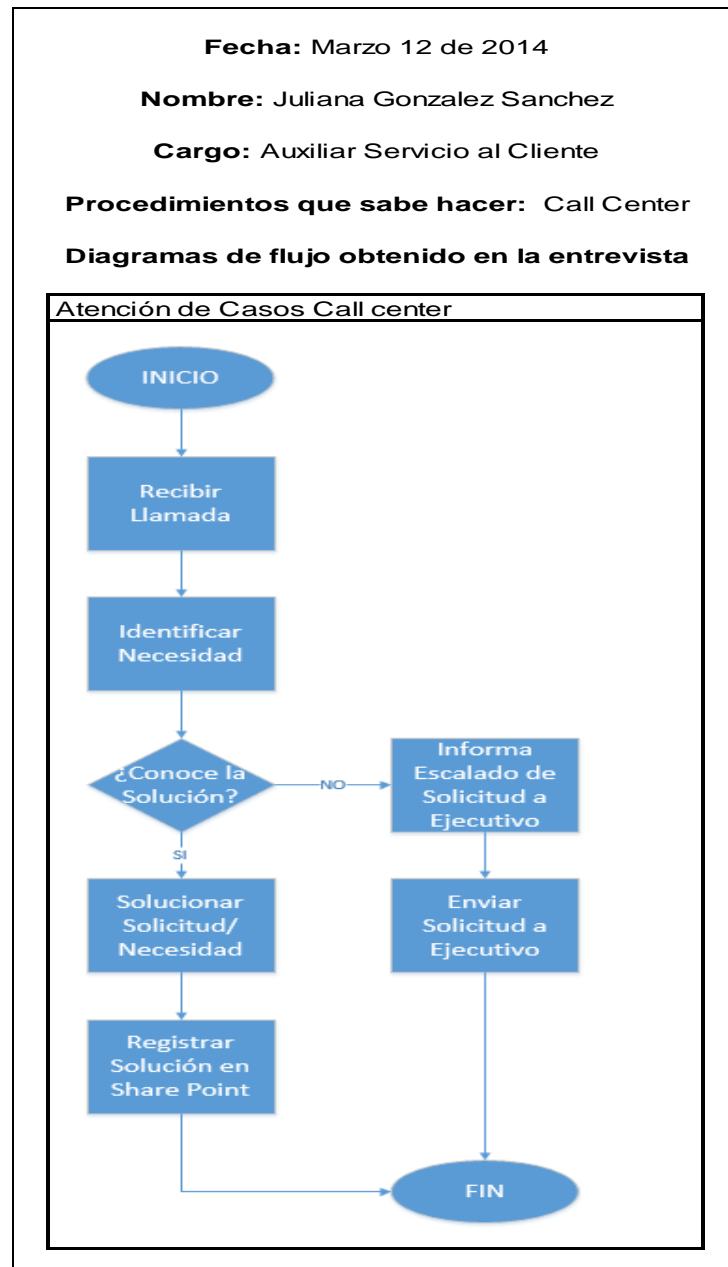 Fecha: Marzo 12 de 2014
Nombre: Juliana Gonzalez Sanchez
Cargo: Auxiliar Servicio al Cliente
Procedimientos que sabe hacer: Call Center
Diagramas de flujo obtenido en la entrevista
Atención de Casos Call center
INICIO
Recibir
Llamada
Identificar
Necesidad
¿Conoce la
Solución?
NO
Informa
Escalado de
Solicitud a
Ejecutivo
SI
Solucionar
Solicitud/
Necesidad
Enviar
Solicitud a
Ejecutivo
Registrar
Solución en
Share Point
FIN